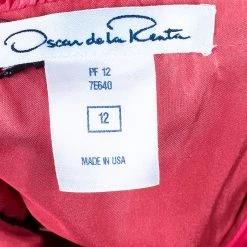 Oscar de la Renta
PF 12
7E640
12
MADE IN USA